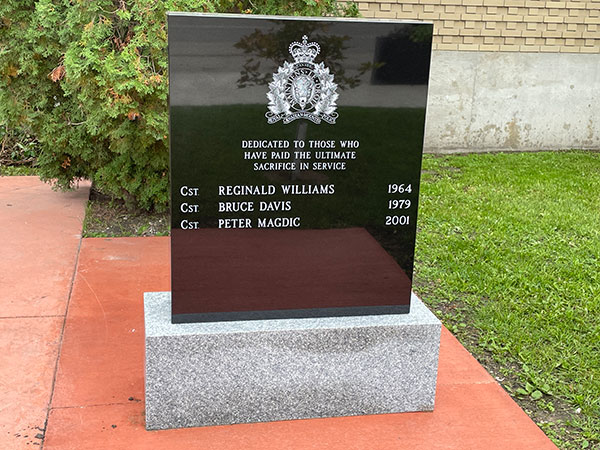 DEDICATED TO THOSE WHO
HAVE PAID THE ULTIMATE
SACRIFICE IN SERVICE
CST. REGINALD WILLIAMS 1964
CST. BRUCE DAVIS 1979
CST. PETER MAGDIC 2001